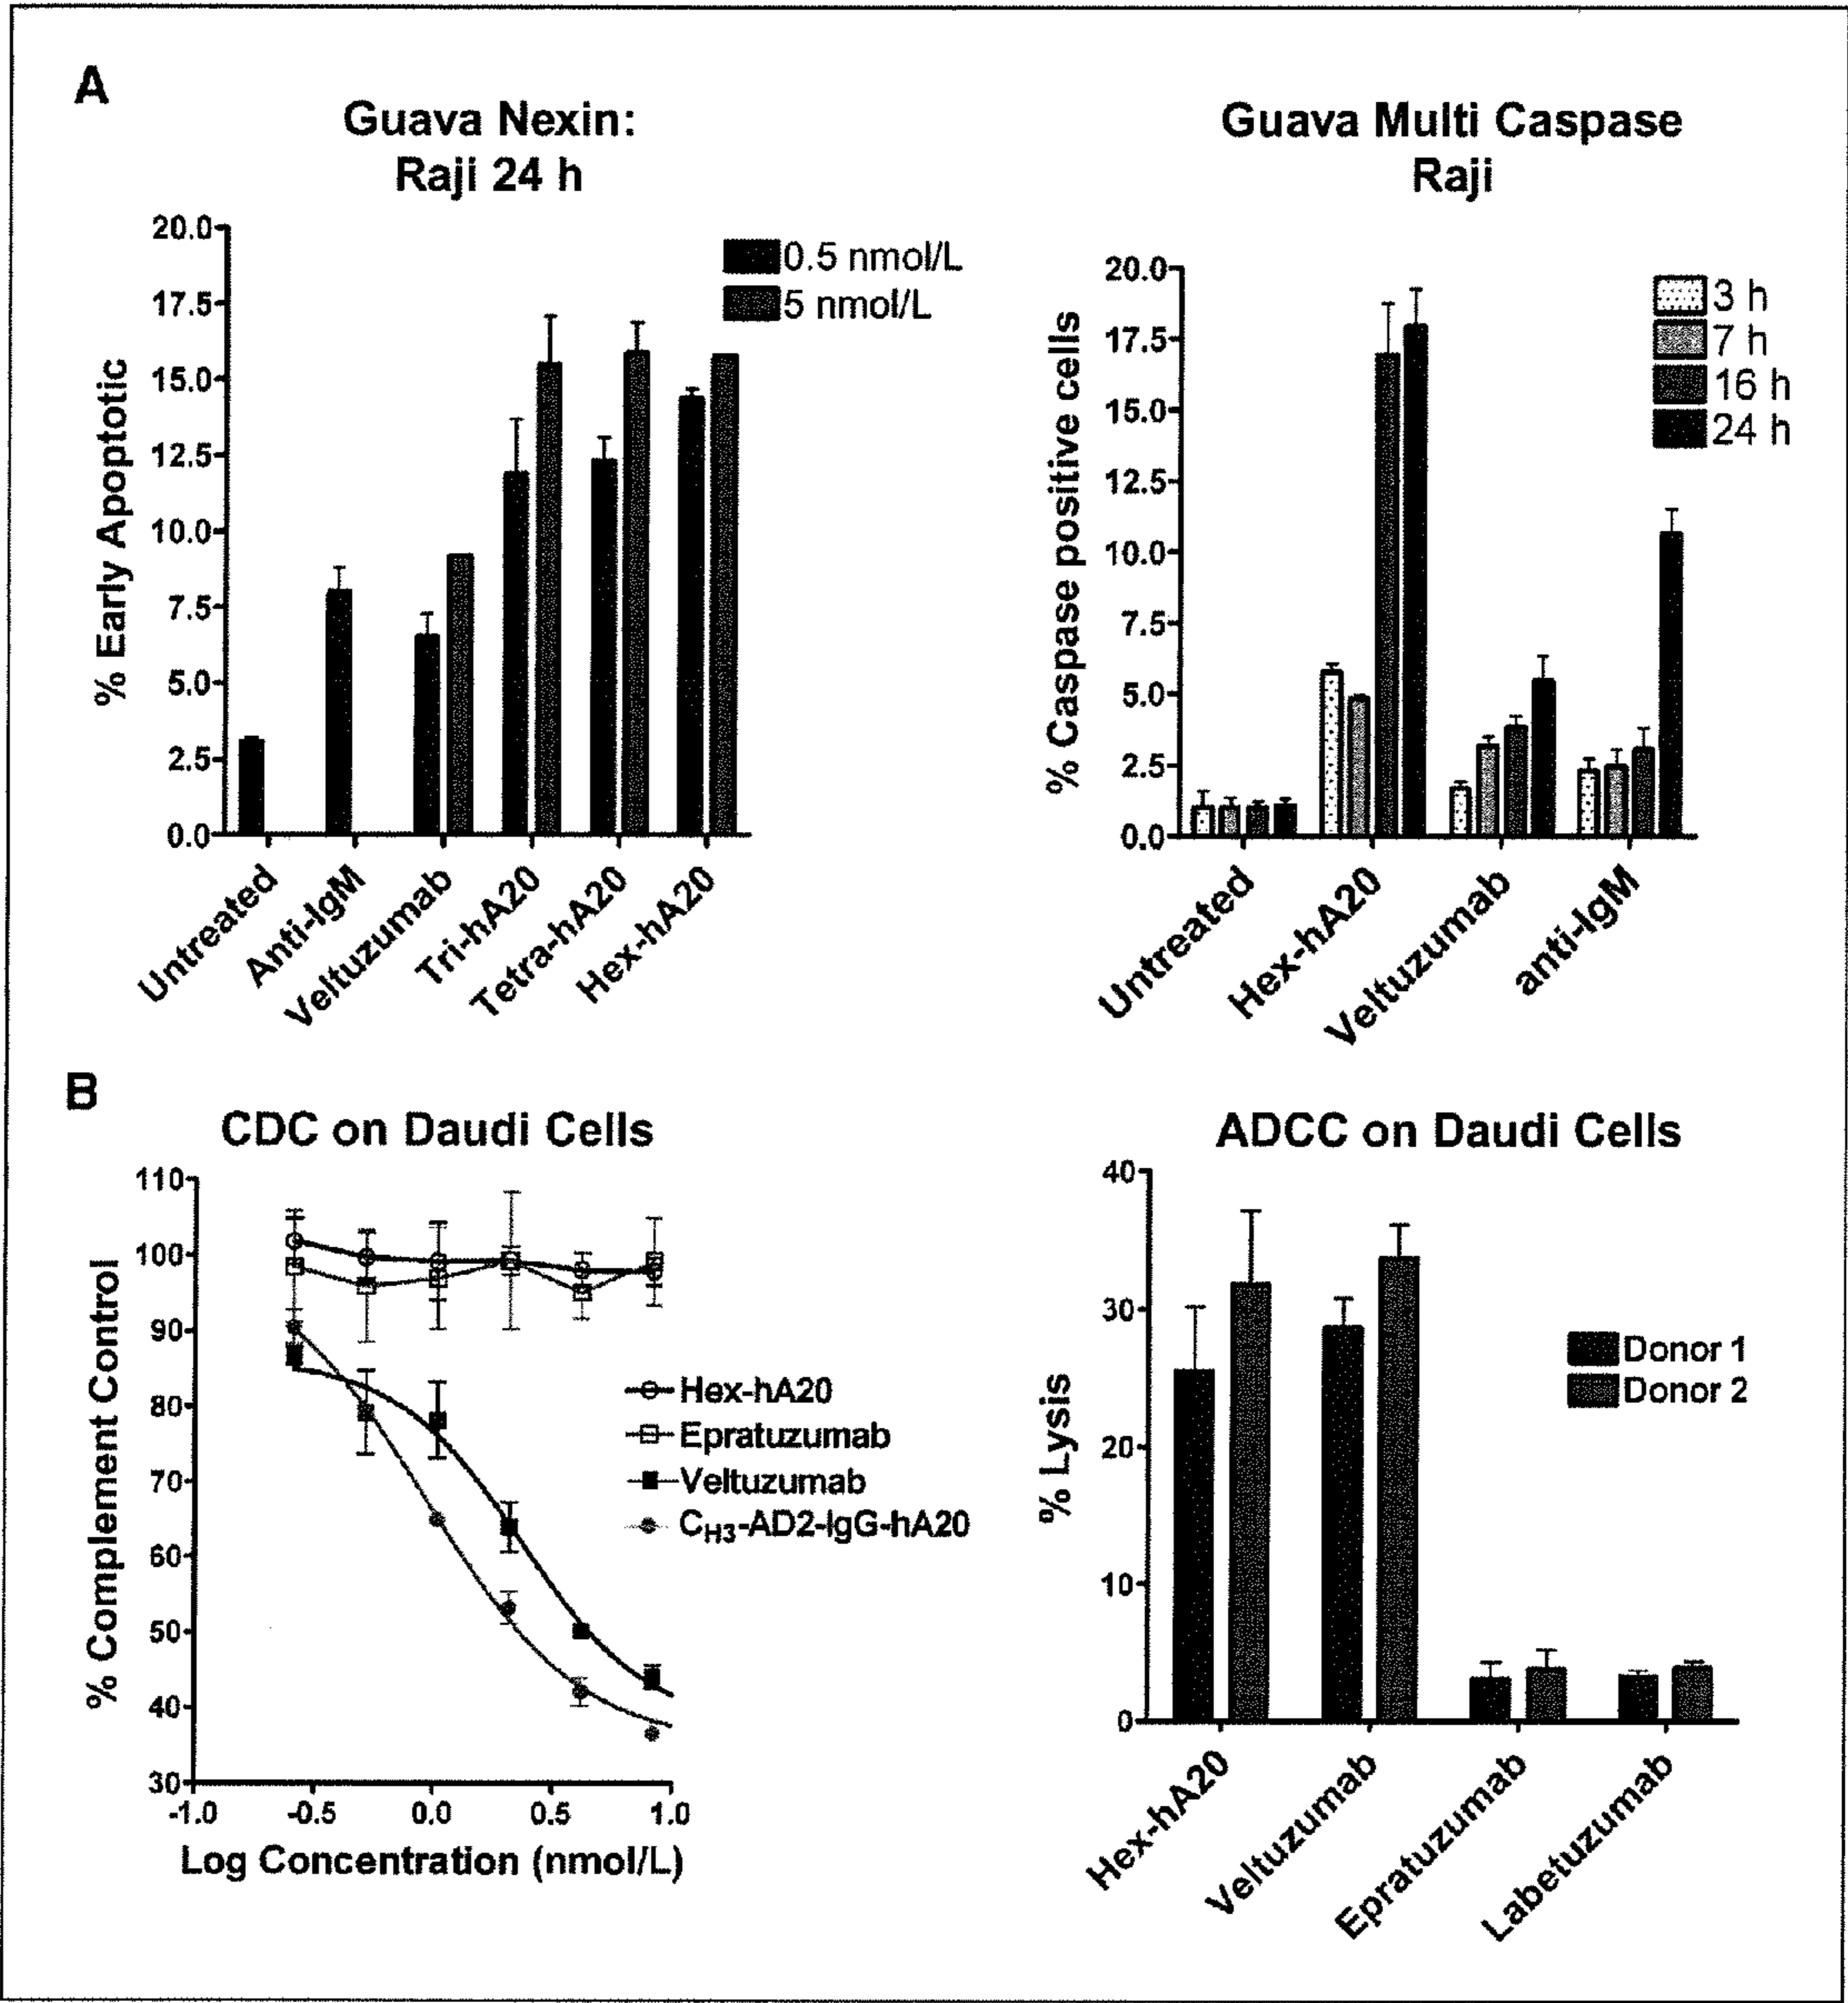 A
Guava Nexin:
Raji 24 h
20.0
17.5
15.0
12.5
10.0
7.5
5.0
2.5
0.0
% Early Apoptotic
0.5 nmol/L
5 nmol/L
Untreated
Anti-IgM
Veltuzumab
Tri-hA20
Tetra-hA20
Hex-hA20
Guava Multi Caspase
Raji
20.0
17.5
15.0
12.5
10.0
7.5
5.0
2.5
0.0
% Caspase positive cells
3 h
7 h
16 h
24 h
Untreated
Hex-hA20
Veltuzumab
anti-IgM
B
CDC on Daudi Cells
110
100
90
80
70
60
50
40
30
% Complement Control
-1.0 -0.5 0.0 0.5 1.0
Log Concentration (nmol/L)
Hex-hA20
Epratuzumab
Veltuzumab
CH3-AD2-IgG-hA20
ADCC on Daudi Cells
40
30
20
10
0
% Lysis
Donor 1
Donor 2
Hex-hA20
Veltuzumab
Epratuzumab
Labetuzumab